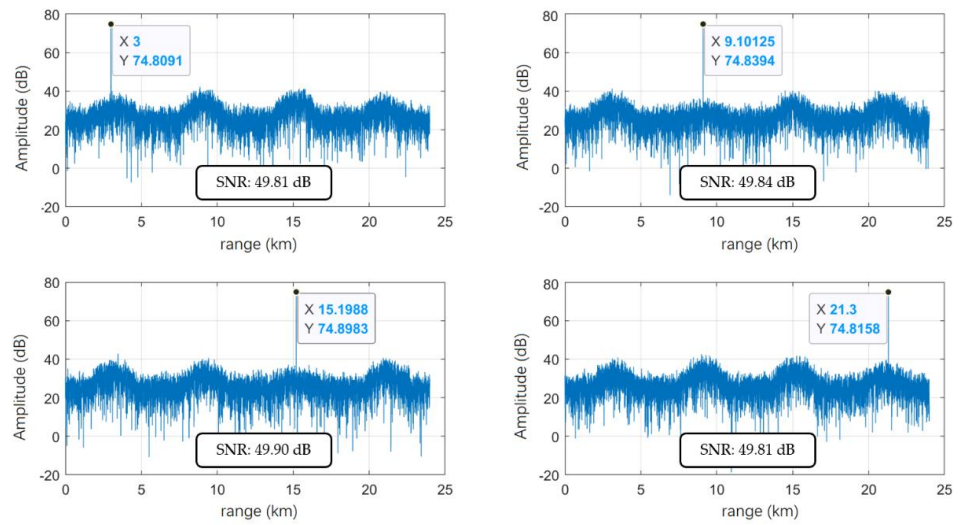 80
60
40
20
0
-20
Amplitude (dB)
X 3
Y 74.8091
SNR: 49.81 dB
0 5 10 15 20 25
range (km)
80
60
40
20
0
-20
Amplitude (dB)
X 9.10125
Y 74.8394
SNR: 49.84 dB
0 5 10 15 20 25
range (km)
80
60
40
20
0
-20
Amplitude (dB)
X 15.1988
Y 74.8983
SNR: 49.90 dB
0 5 10 15 20 25
range (km)
80
60
40
20
0
-20
Amplitude (dB)
X 21.3
Y 74.8158
SNR: 49.81 dB
0 5 10 15 20 25
range (km)